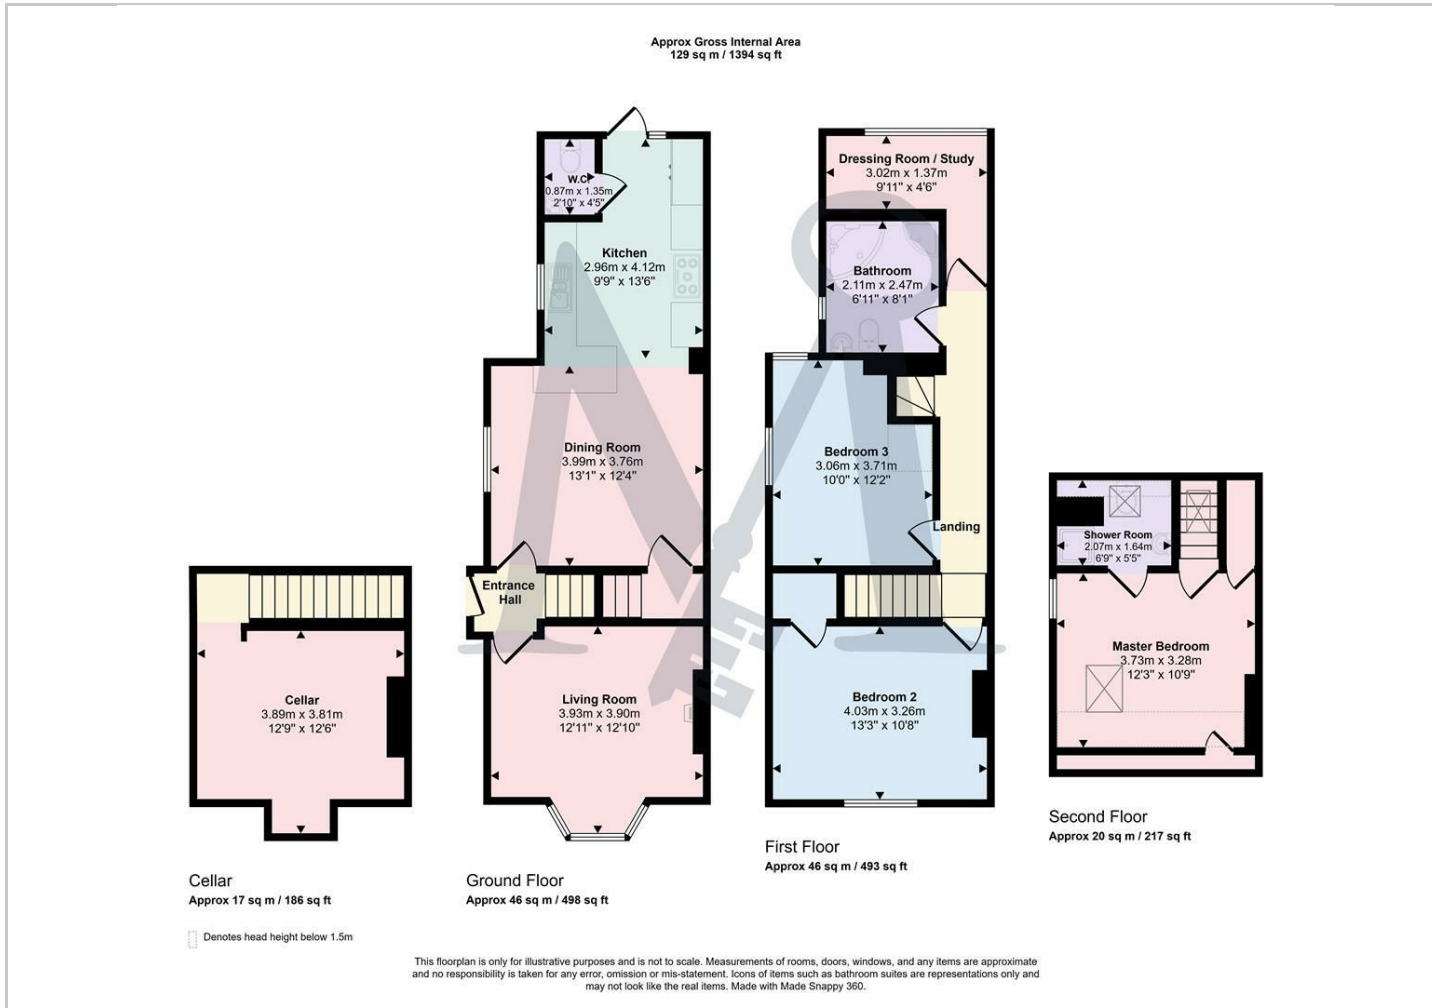 Approx Gross Internal Area
129 sq m / 1394 sq ft
W.C.
0.87m x 1.35m
2'10" x 4'5"
Kitchen
2.96m x 4.12m
9'9" x 13'6"
Dining Room
3.99m x 3.76m
13'1" x 12'4"
Entrance
Hall
Living Room
3.93m x 3.90m
12'11" x 12'10"
Cellar
3.89m x 3.81m
12'9" x 12'6"
Dressing Room / Study
3.02m x 1.37m
9'11" x 4'6"
Bathroom
2.11m x 2.47m
6'11" x 8'1"
Bedroom 3
3.06m x 3.71m
10'0" x 12'2"
Landing
Bedroom 2
4.03m x 3.26m
13'3" x 10'8"
Shower Room
2.07m x 1.64m
6'9" x 5'5"
Master Bedroom
3.73m x 3.28m
12'3" x 10'9"
Cellar
Approx 17 sq m / 186 sq ft
Ground Floor
Approx 46 sq m / 498 sq ft
First Floor
Approx 46 sq m / 493 sq ft
Second Floor
Approx 20 sq m / 217 sq ft
Denotes head height below 1.5m
This floorplan is only for illustrative purposes and is not to scale. Measurements of rooms, doors, windows, and any items are approximate
and no responsibility is taken for any error, omission or mis-statement. Icons of items such as bathroom suites are representations only and
may not look like the real items. Made with Made Snappy 360.